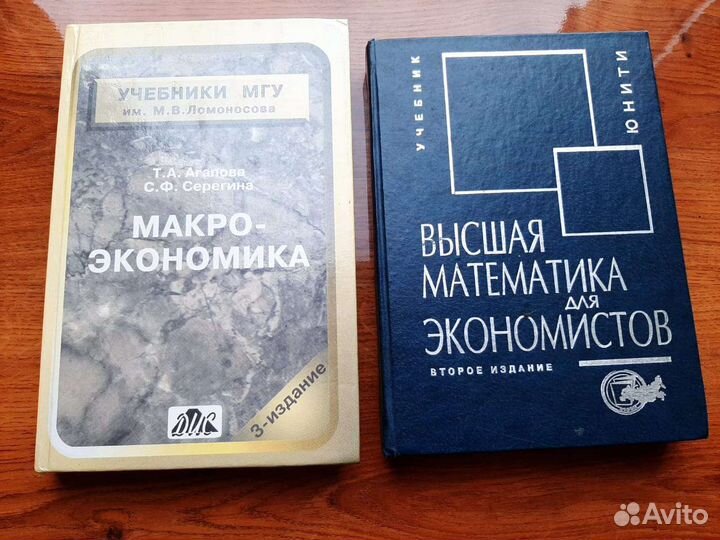 УЧЕБНИКИ МГУ
им. М.В.Ломоносова
Т.А. Агапова
С.Ф. Серегина
МАКРО-
ЭКОНОМИКА
3-издание
ДИС
УЧЕБНИК
ЮНИТИ
ВЫСШАЯ
МАТЕМАТИКА
ДЛЯ
ЭКОНОМИСТОВ
ВТОРОЕ ИЗДАНИЕ
Avito